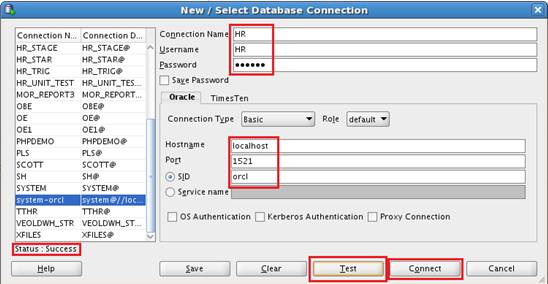 New / Select Database Connection
Connection N... Connection D...
HR_STAGE HR_STAGE@
HR_STAR HR_STAR@
HR_TRIG HR_TRIG@
HR_UNIT_TEST HR_UNIT_T...
MOR_REPORT3 MOR_REPORT...
OBE OBE@
OE OE@
OE1 OE1@
PHPDEMO PHPDEMO@
PLS PLS@
SCOTT SCOTT@
SH SH@
SYSTEM SYSTEM@
system-orcl system@//loc...
TTHR TTHR@
VEOLDWH_STR VEOLDWH_S...
XFILES XFILES@
Status : Success
Connection Name HR
Username HR
Password ••••••
Save Password
Oracle TimesTen
Connection Type Basic Role default
Hostname localhost
Port 1521
SID orcl
Service name
OS Authentication Kerberos Authentication Proxy Connection
Help Save Clear Test Connect Cancel